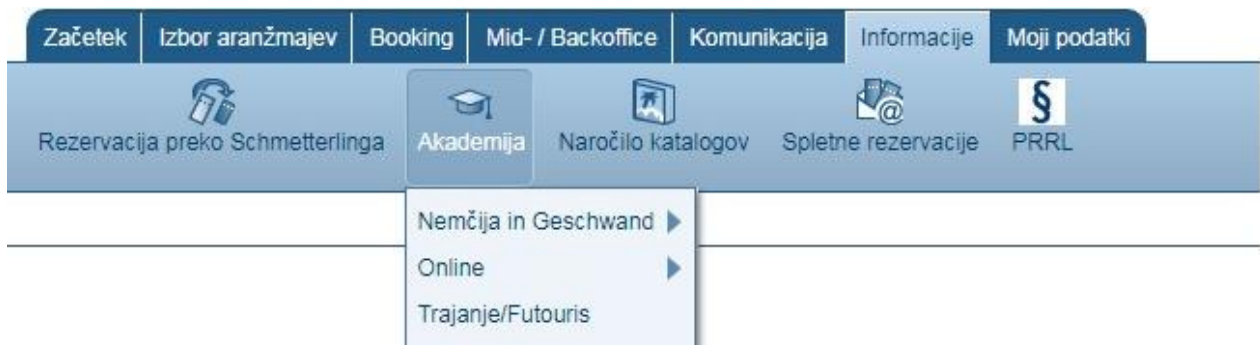 Začetek Izbor aranžmajev Booking Mid- / Backoffice Komunikacija Informacije Moji podatki
§
Rezervacija preko Schmetterlinga Akademija Naročilo katalogov Spletne rezervacije PRRL
Nemčija in Geschwand
Online
Trajanje/Futouris